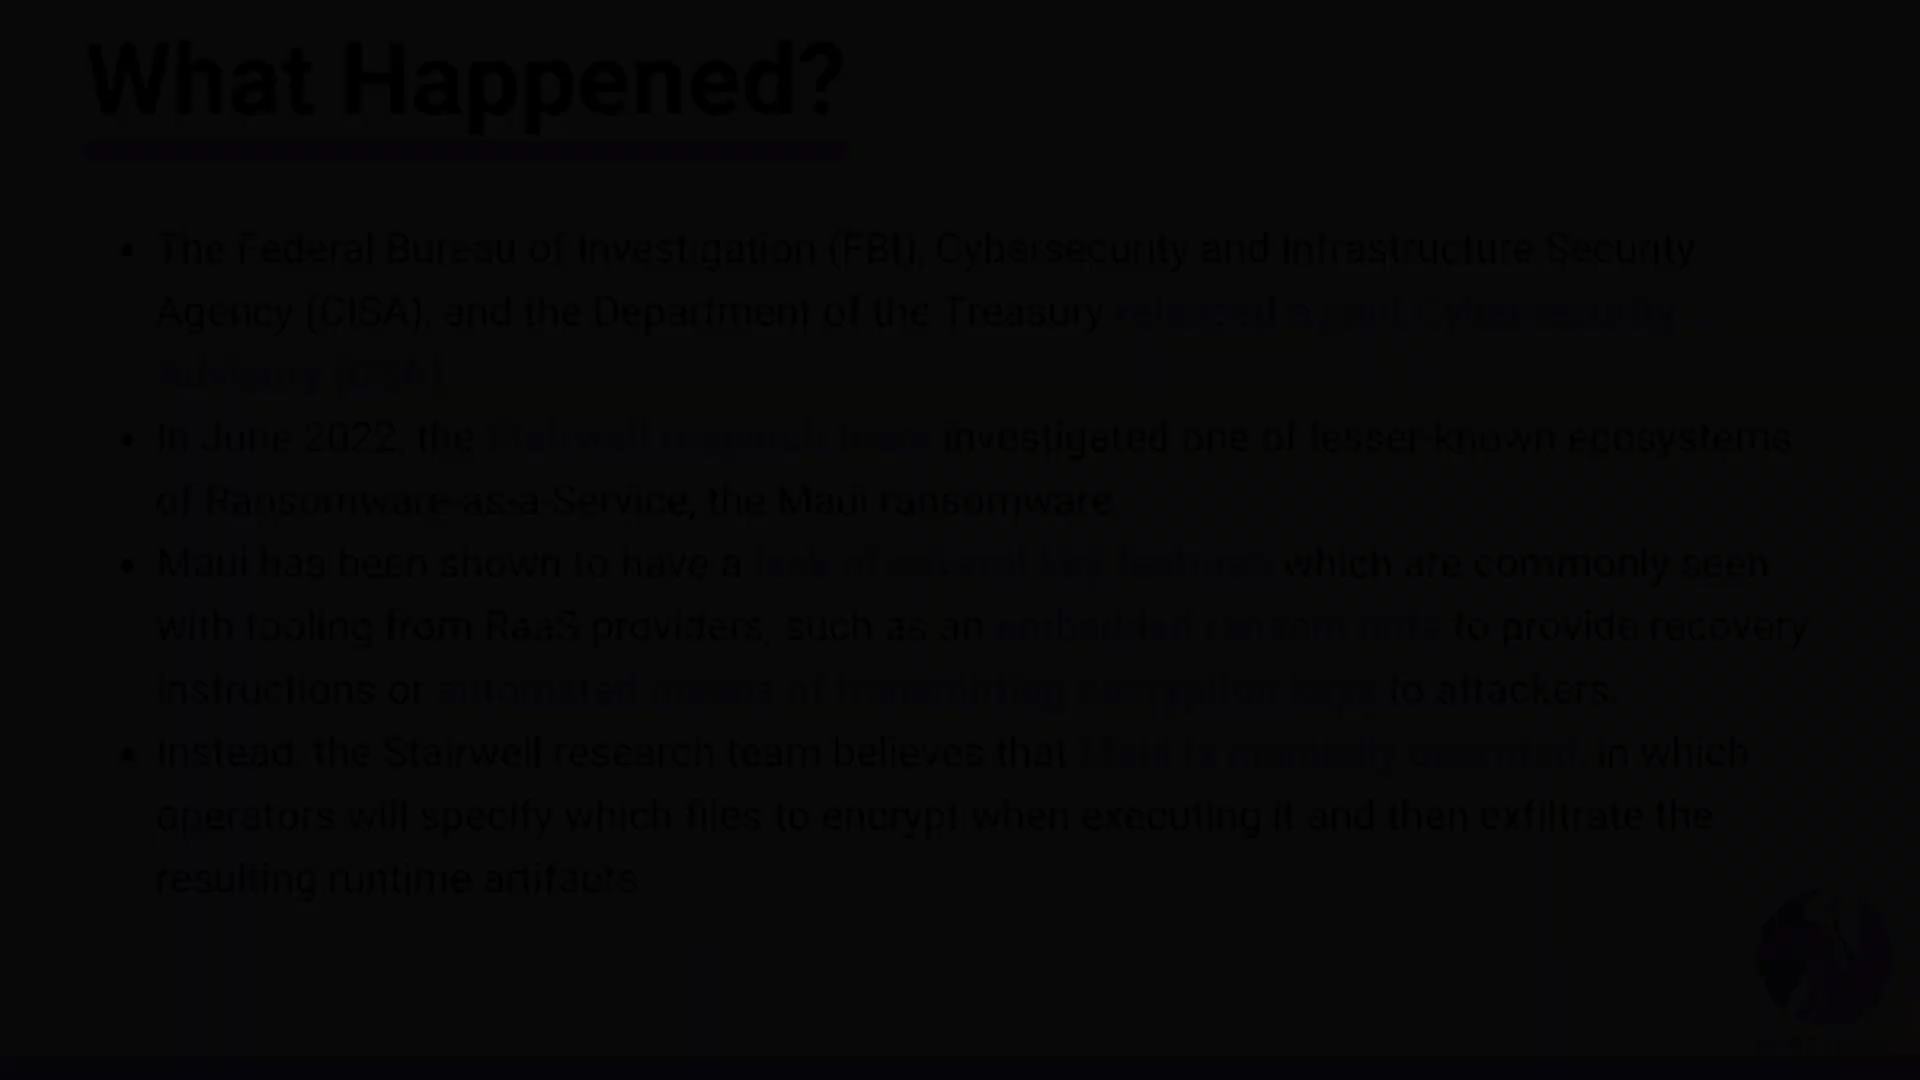 What Happened?
• The Federal Bureau of Investigation (FBI), Cybersecurity and Infrastructure Security
Agency (CISA), and the Department of the Treasury released a joint Cybersecurity
Advisory (CSA)
• In June 2022, the Stairwell research team investigated one of lesser-known ecosystems
of Ransomware-as-a-Service, the Maui ransomware
• Maui has been shown to have a lack of several key features which are commonly seen
with tooling from RaaS providers, such as an embedded ransom note to provide recovery
instructions or automated means of transmitting encryption keys to attackers.
• Instead, the Stairwell research team believes that Maui is manually operated, in which
operators will specify which files to encrypt when executing it and then exfiltrate the
resulting runtime artifacts